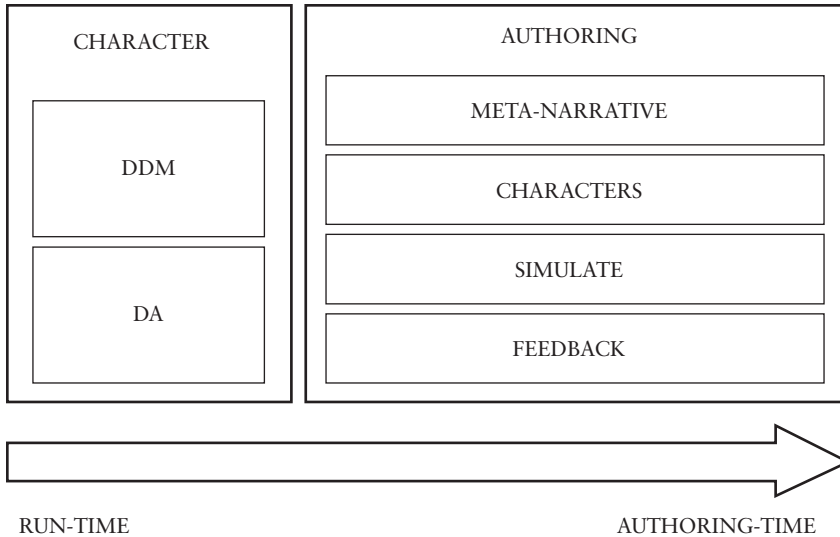 CHARACTER
DDM
DA
AUTHORING
META-NARRATIVE
CHARACTERS
SIMULATE
FEEDBACK
RUN-TIME
AUTHORING-TIME